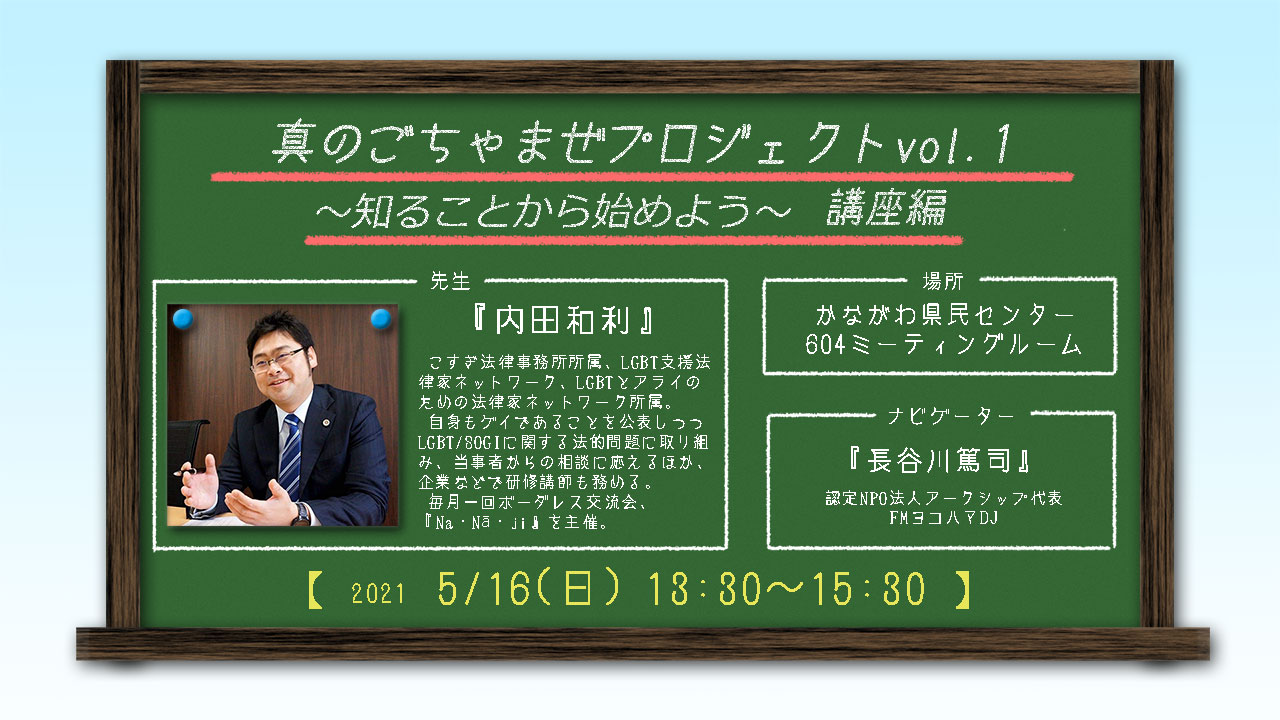 真のごちゃまぜプロジェクトvol.1
～知ることから始めよう～ 講座編
先生
『内田和利』
こすぎ法律事務所所属、LGBT支援法
律家ネットワーク、LGBTとアライの
ための法律家ネットワーク所属。
自身もゲイであることを公表しつつ
LGBT/SOGIに関する法的問題に取り組
み、当事者からの相談に応えるほか、
企業などで研修講師も務める。
毎月一回ボーダレス交流会、
『Na・Nā・Ji』を主催。
場所
かながわ県民センター
604ミーティングルーム
ナビゲーター
『長谷川篤司』
認定NPO法人アークシップ代表
FMヨコハマDJ
【 2021 5/16(日) 13:30～15:30 】